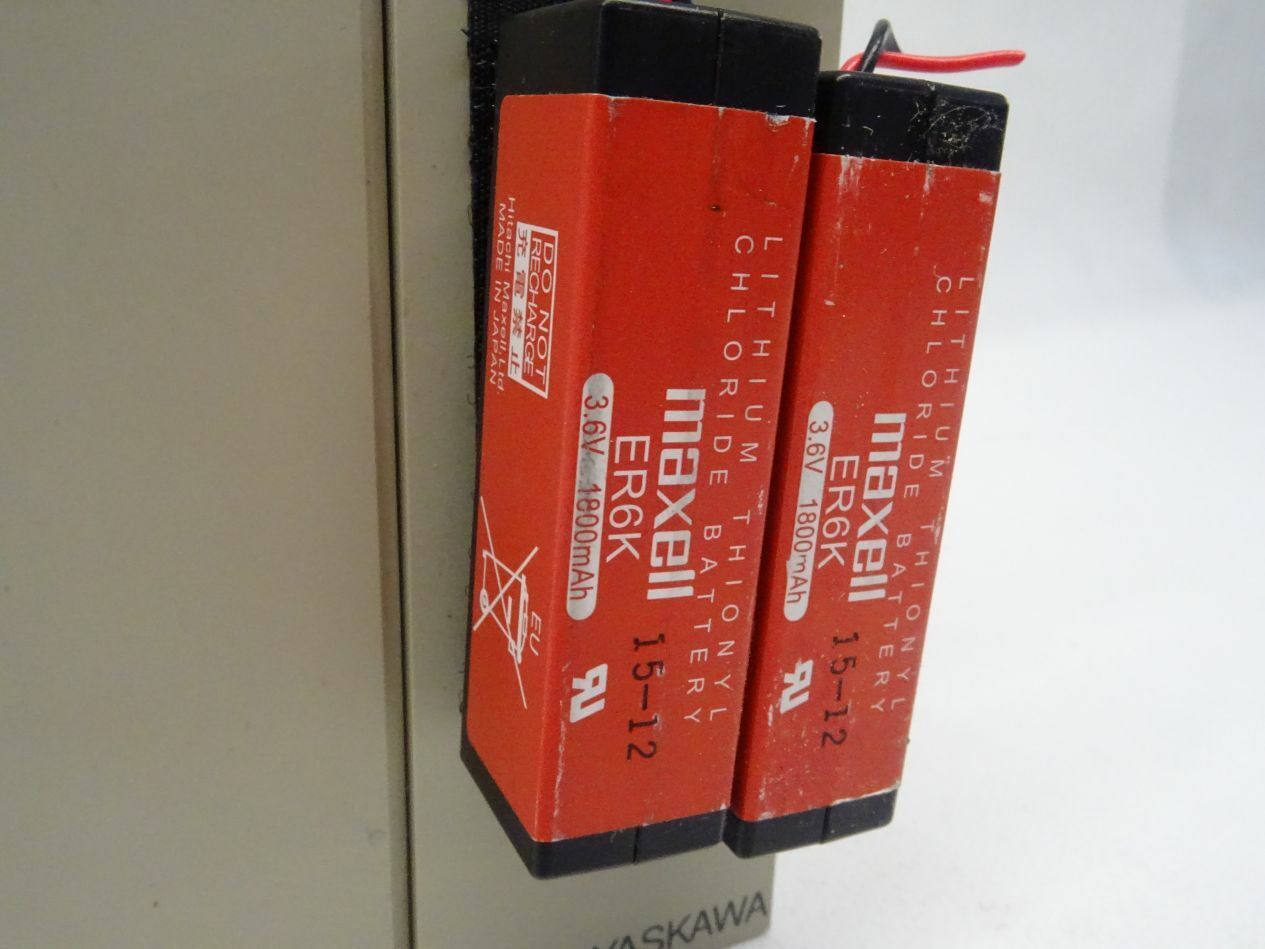 DO NOT
RECHARGE
充電禁止
Hitachi Maxell, Ltd.
MADE IN JAPAN
EU
LITHIUM THIONYL
CHLORIDE BATTERY
maxell
ER6K
3.6V 1800mAh
15-12
LITHIUM THIONYL
CHLORIDE BATTERY
maxell
ER6K
3.6V 1800mAh
15-12
YASKAWA